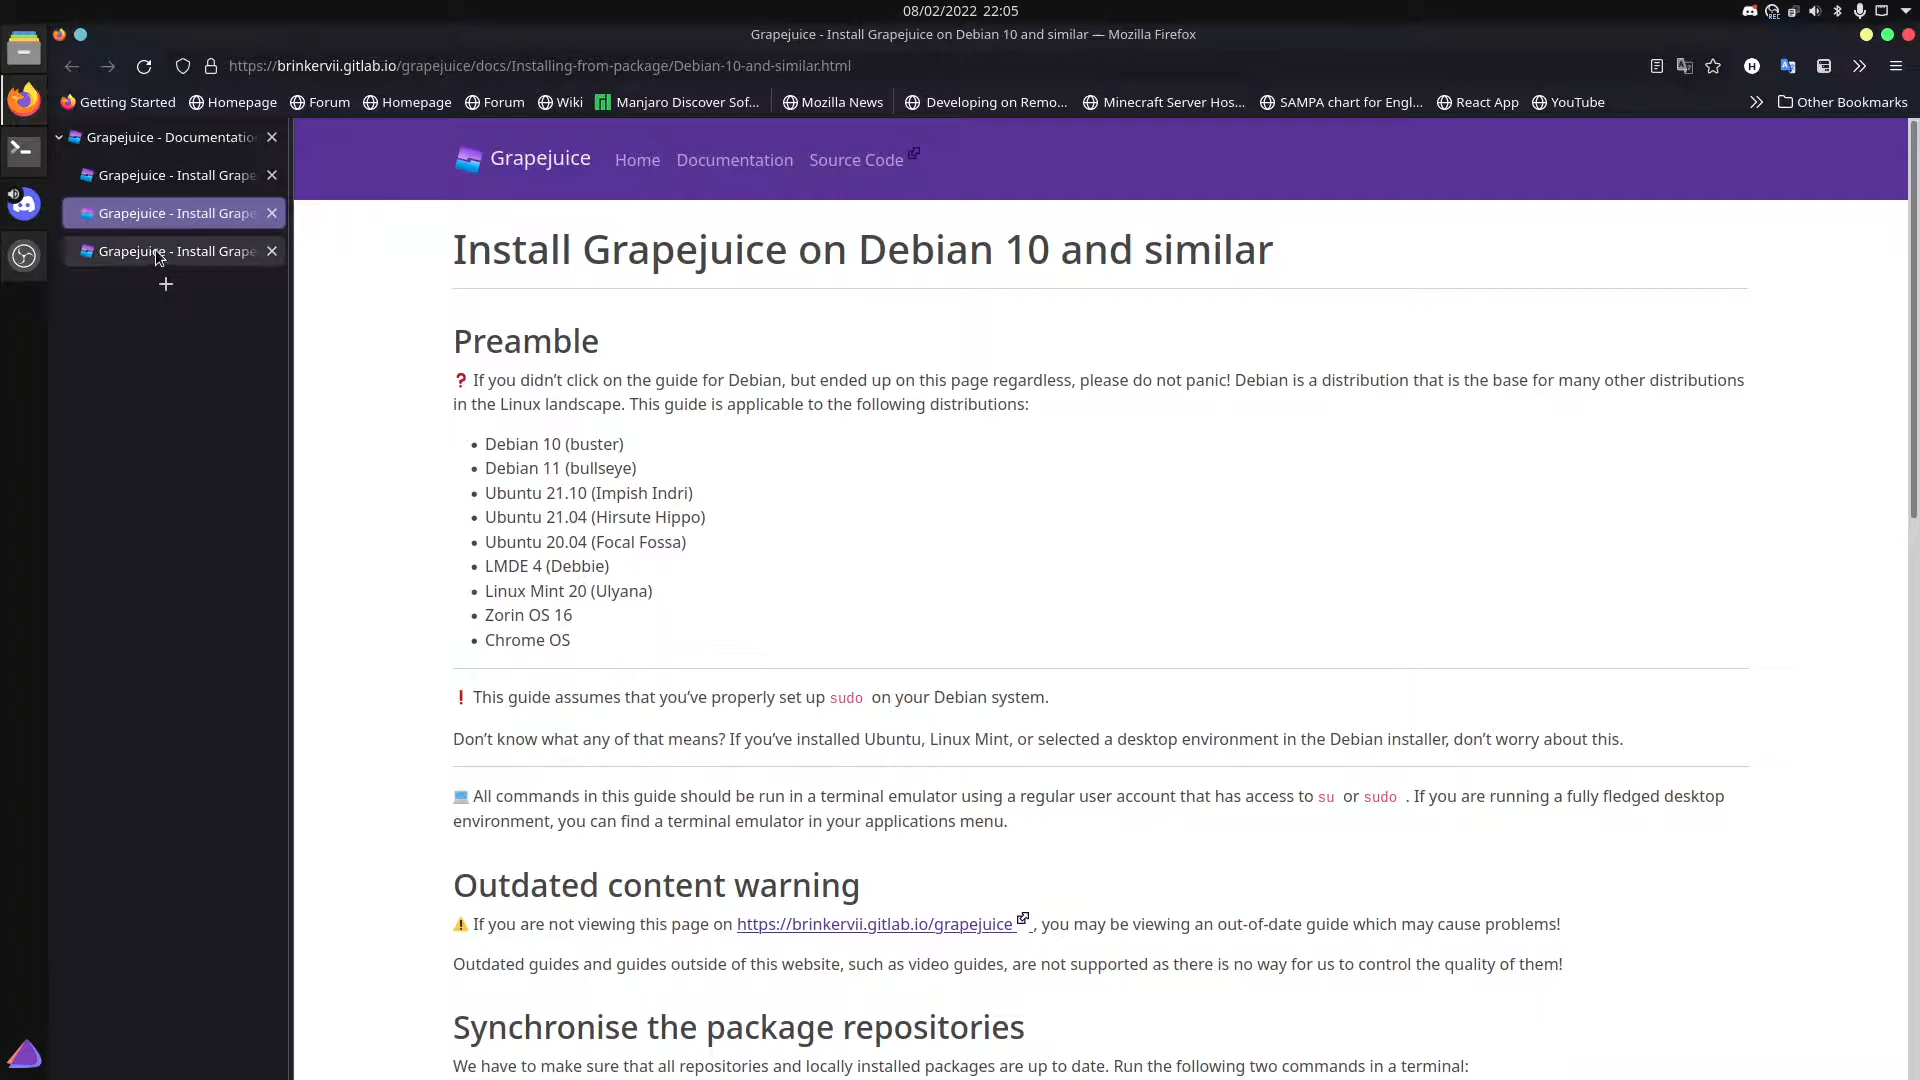 08/02/2022 22:05
Grapejuice - Install Grapejuice on Debian 10 and similar — Mozilla Firefox
https://brinkervii.gitlab.io/grapejuice/docs/Installing-from-package/Debian-10-and-similar.html
Getting Started Homepage Forum Homepage Forum Wiki Manjaro Discover Sof... Mozilla News Developing on Remo... Minecraft Server Hos... SAMPA chart for Engl... React App YouTube Other Bookmarks
Grapejuice - Documentatio
Grapejuice - Install Grape
Grapejuice - Install Grape
Grapejuice - Install Grape
Grapejuice Home Documentation Source Code
Install Grapejuice on Debian 10 and similar
Preamble
❓ If you didn’t click on the guide for Debian, but ended up on this page regardless, please do not panic! Debian is a distribution that is the base for many other distributions
in the Linux landscape. This guide is applicable to the following distributions:
• Debian 10 (buster)
• Debian 11 (bullseye)
• Ubuntu 21.10 (Impish Indri)
• Ubuntu 21.04 (Hirsute Hippo)
• Ubuntu 20.04 (Focal Fossa)
• LMDE 4 (Debbie)
• Linux Mint 20 (Ulyana)
• Zorin OS 16
• Chrome OS
❗ This guide assumes that you’ve properly set up sudo on your Debian system.
Don’t know what any of that means? If you’ve installed Ubuntu, Linux Mint, or selected a desktop environment in the Debian installer, don’t worry about this.
💻 All commands in this guide should be run in a terminal emulator using a regular user account that has access to su or sudo . If you are running a fully fledged desktop
environment, you can find a terminal emulator in your applications menu.
Outdated content warning
⚠️ If you are not viewing this page on https://brinkervii.gitlab.io/grapejuice , you may be viewing an out-of-date guide which may cause problems!
Outdated guides and guides outside of this website, such as video guides, are not supported as there is no way for us to control the quality of them!
Synchronise the package repositories
We have to make sure that all repositories and locally installed packages are up to date. Run the following two commands in a terminal: